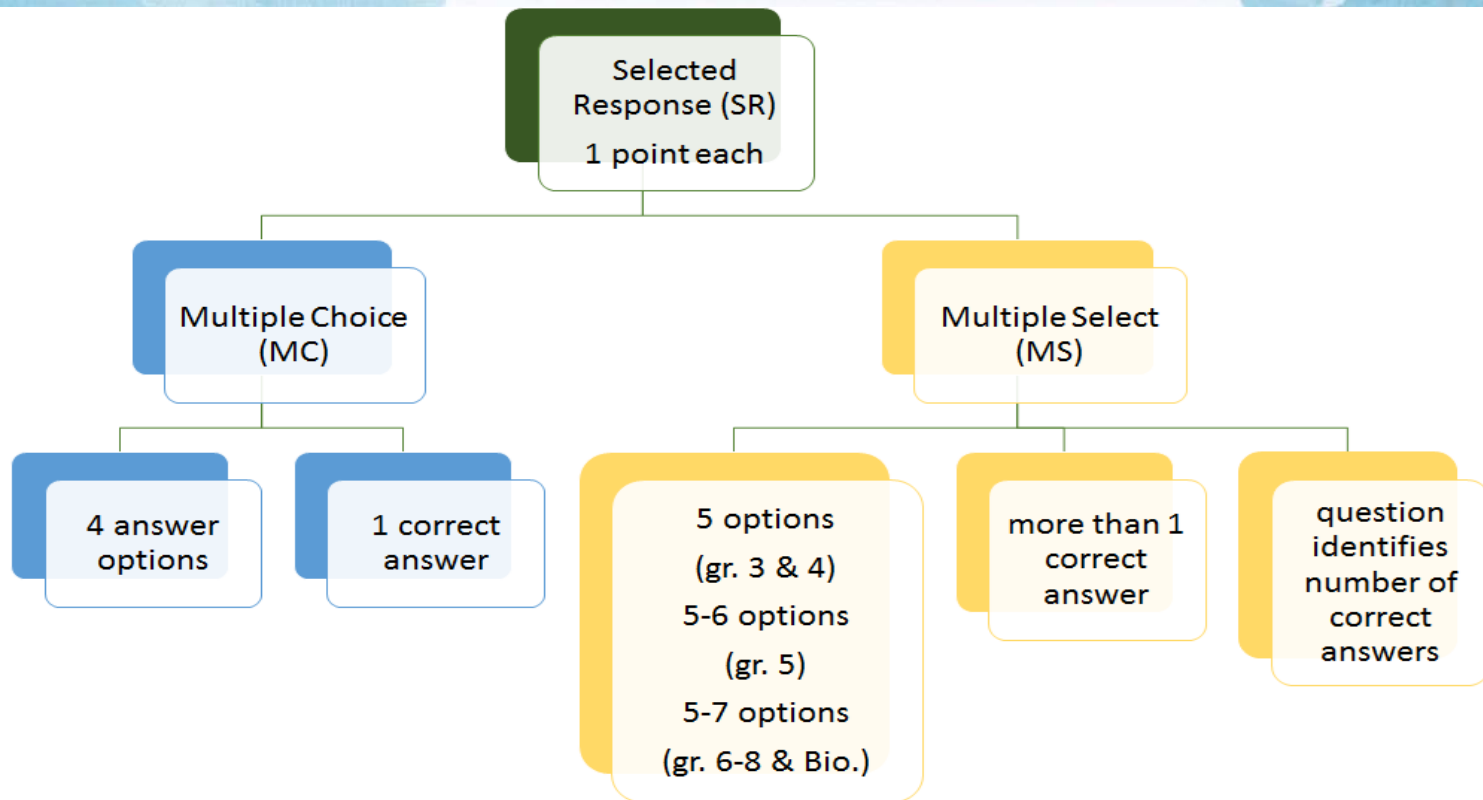 Selected
Response (SR)
1 point each
Multiple Choice
(MC)
Multiple Select
(MS)
4 answer
options
1 correct
answer
5 options
(gr. 3 & 4)
5-6 options
(gr. 5)
5-7 options
(gr. 6-8 & Bio.)
more than 1
correct
answer
question
identifies
number of
correct
answers